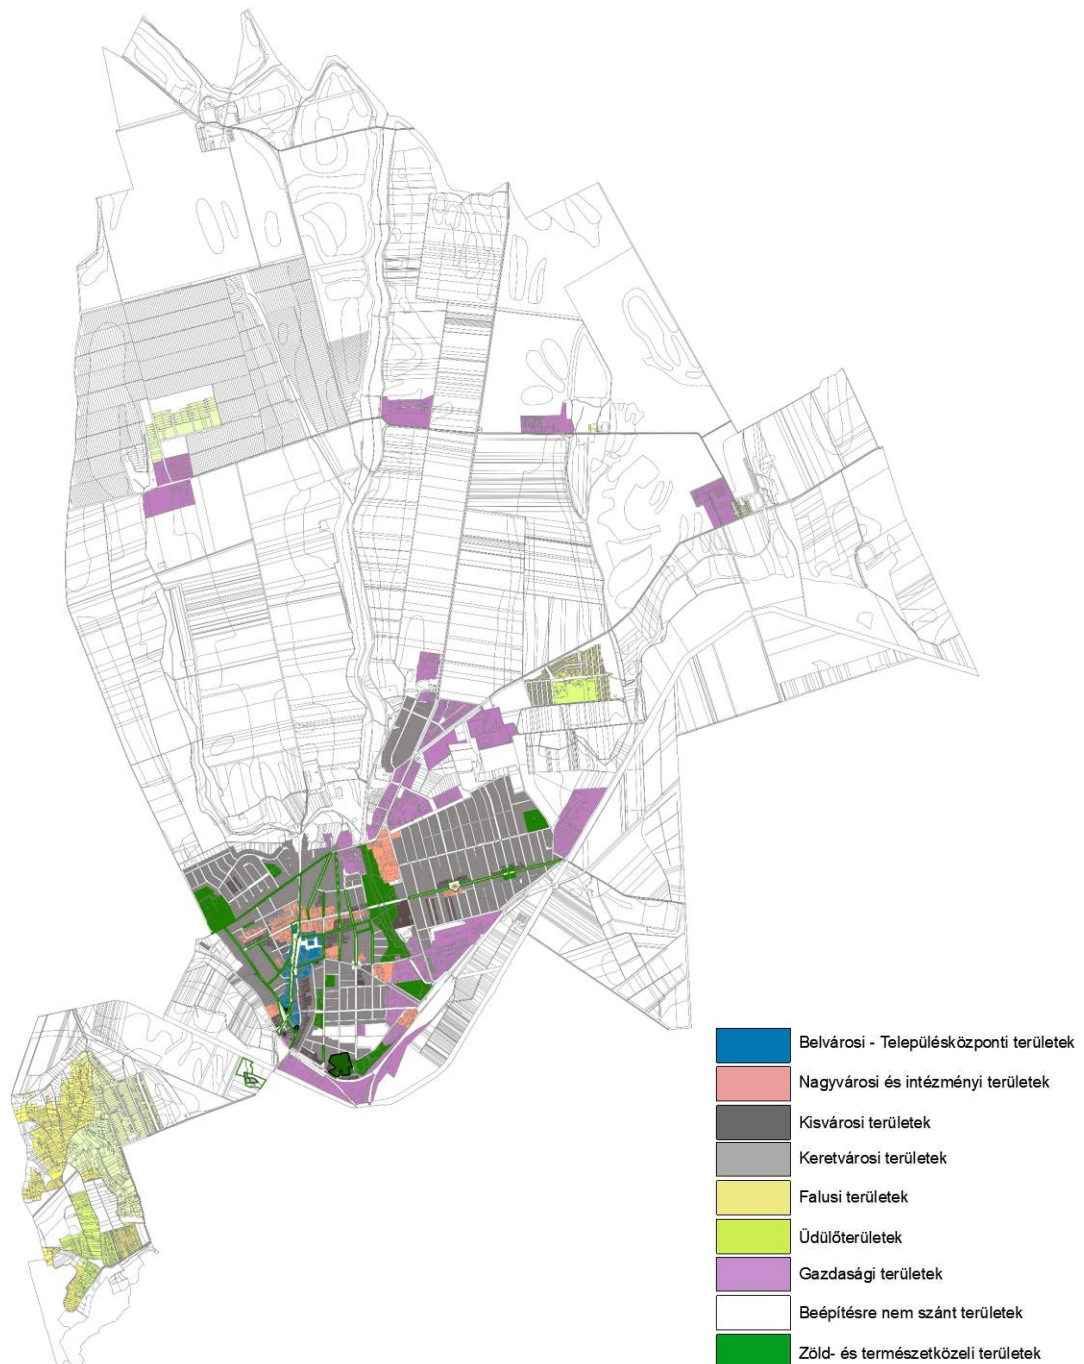 Belvárosi - Településközponti területek
Nagyvárosi és intézményi területek
Kisvárosi területek
Keretvárosi területek
Falusi területek
Üdülőterületek
Gazdasági területek
Beépítésre nem szánt területek
Zöld- és természetközeli területek